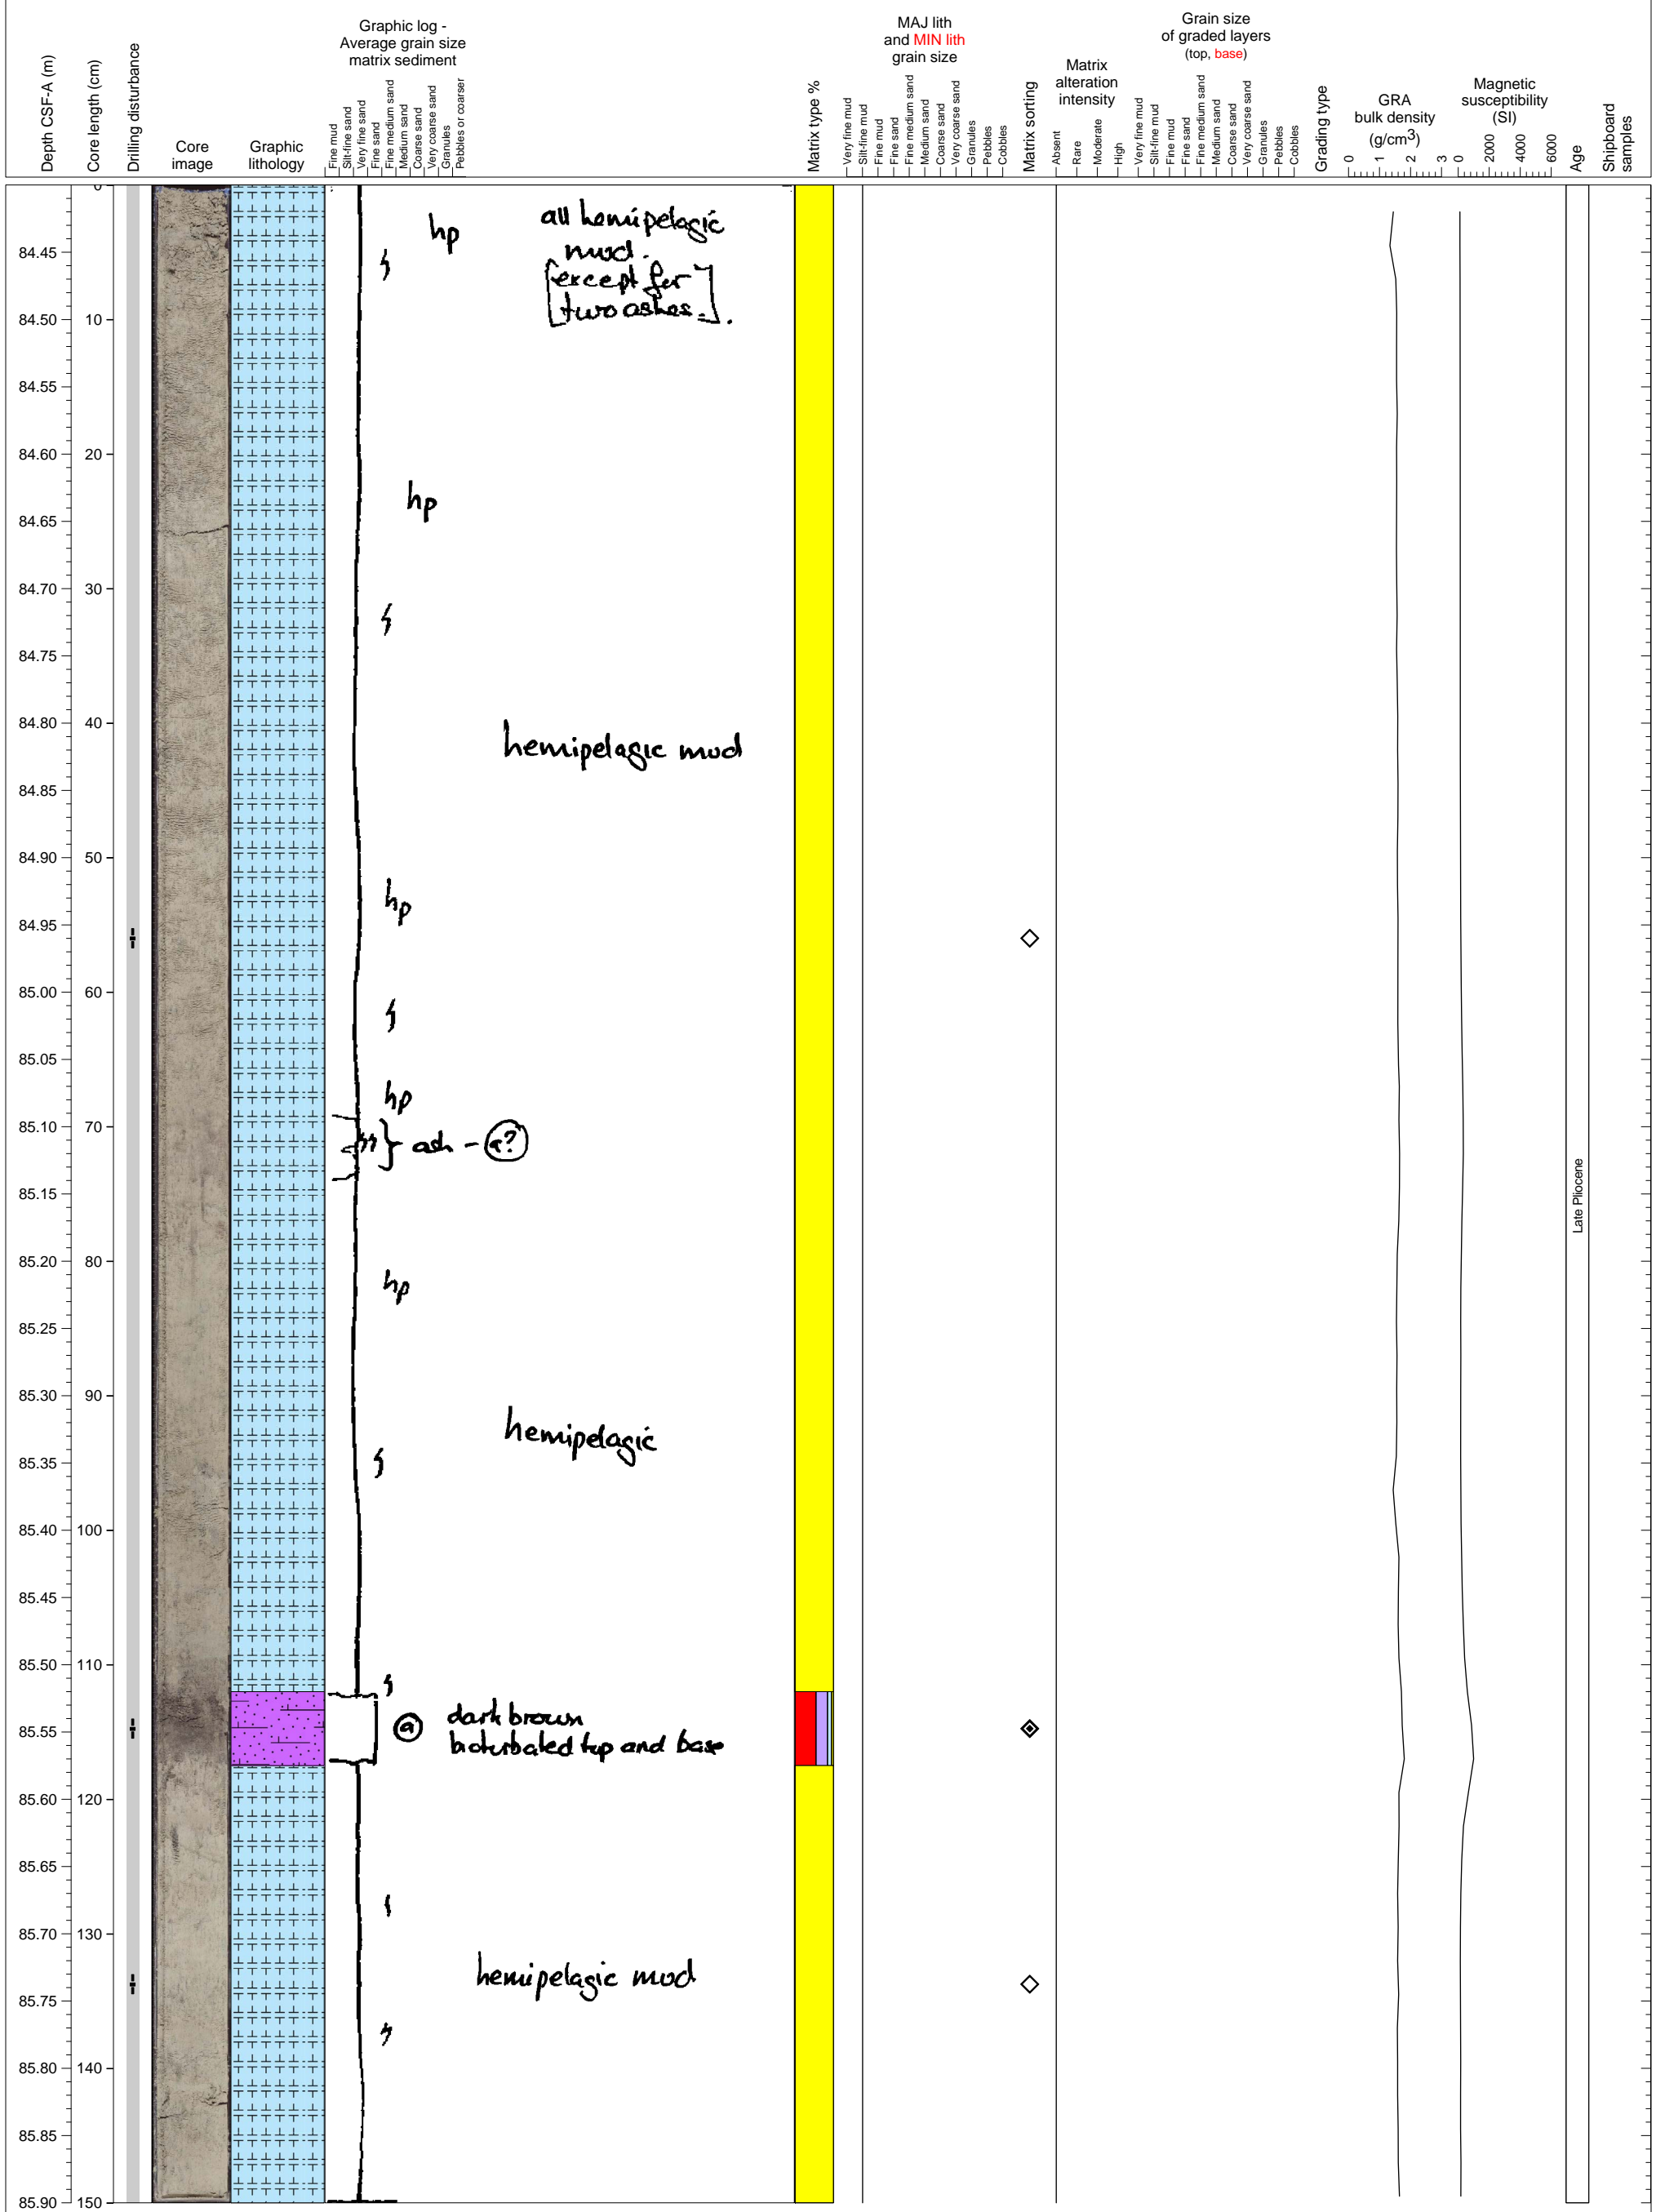 Depth CSF-A (m)
Core length (cm)
Drilling disturbance
Core
image
Graphic
lithology
Graphic log -
Average grain size
matrix sediment
Fine mud
Silt-fine sand
Very fine sand
Fine sand
Fine medium sand
Medium sand
Coarse sand
Very coarse sand
Granules
Pebbles or coarser
Matrix type %
MAJ lith
and MIN lith
grain size
Very fine mud
Silt-fine mud
Fine mud
Fine sand
Fine medium sand
Medium sand
Coarse sand
Very coarse sand
Granules
Pebbles
Cobbles
Matrix sorting
Matrix
alteration
intensity
Absent
Rare
Moderate
High
Grain size
of graded layers
(top, base)
Very fine mud
Silt-fine mud
Fine mud
Fine sand
Fine medium sand
Medium sand
Coarse sand
Very coarse sand
Granules
Pebbles
Cobbles
Grading type
GRA
bulk density
(g/cm3)
0 1 2 3
Magnetic
susceptibility
(SI)
0 2000 4000 6000
Age
Shipboard
samples
0
hp
all hemipelagic
mud.
[except for
two ashes.].
84.45
84.50 10
84.55
84.60 20
hp
84.65
84.70 30
84.75
84.80 40
hemipelagic mud
84.85
84.90 50
hp
84.95
85.00 60
85.05
hp
85.10 70
} ash - a?
85.15
Late Pliocene
85.20 80
hp
85.25
85.30 90
hemipelagic
85.35
85.40 100
85.45
85.50 110
a dark brown
bioturbated top and base
85.55
85.60 120
85.65
85.70 130
hemipelagic mud
85.75
85.80 140
85.85
85.90 150